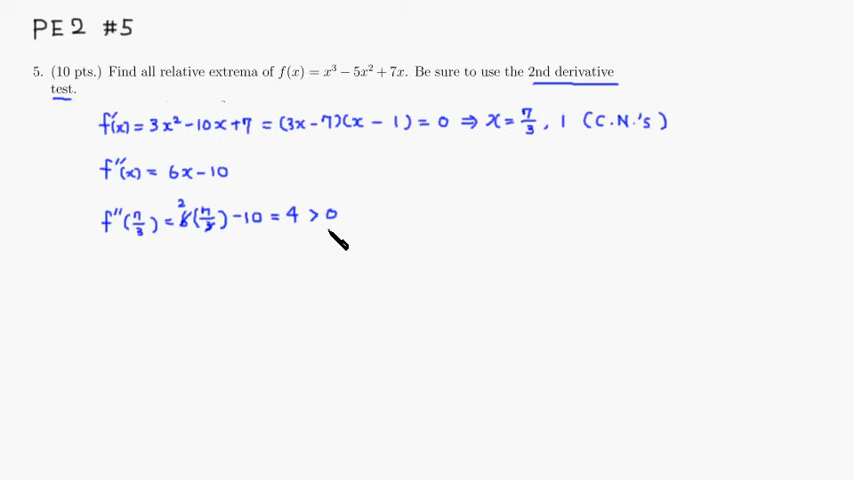 PE2 #5
5. (10 pts.) Find all relative extrema of f(x) = x³ − 5x² + 7x. Be sure to use the 2nd derivative
test.
f'(x) = 3x² − 10x + 7 = (3x − 7)(x − 1) = 0 ⇒ x = 7/3, 1 (C.N.'s)
f''(x) = 6x − 10
f''(7/3) = 6̸²(7/3̸) − 10 = 4 > 0